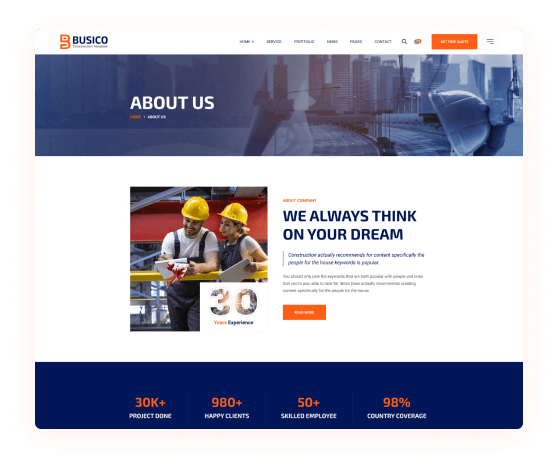 BUSICO
Construction Template
HOME + SERVICE PORTFOLIO NEWS PAGES CONTACT GET FREE QUOTE
ABOUT US
HOME ABOUT US
ABOUT COMPANY
WE ALWAYS THINK
ON YOUR DREAM
Construction actually recommends for content specifically the
people for the house keywords is popular.
You should only pick the keywords that are both popular with people and ones
that you're also able to rank for. Brian Dean actually recommends creating
content specifically for the people for the house.
READ MORE
30
Years Experience
30K+ 980+ 50+ 98%
PROJECT DONE HAPPY CLIENTS SKILLED EMPLOYEE COUNTRY COVERAGE